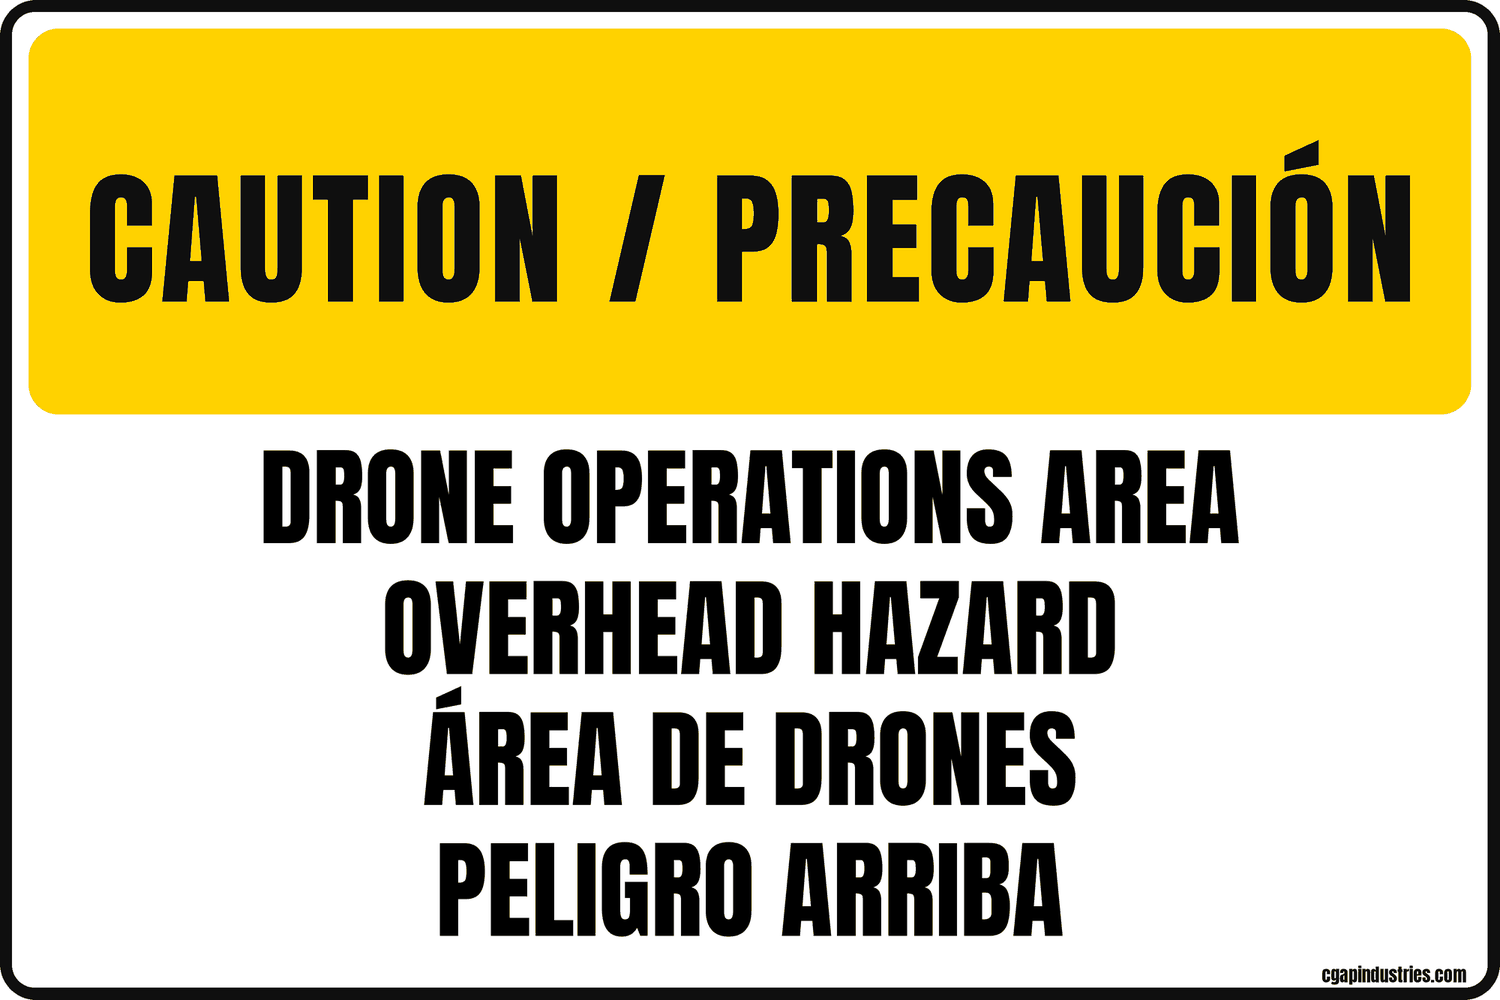 CAUTION / PRECAUCIÓN
DRONE OPERATIONS AREA
OVERHEAD HAZARD
ÁREA DE DRONES
PELIGRO ARRIBA
cgapindustries.com